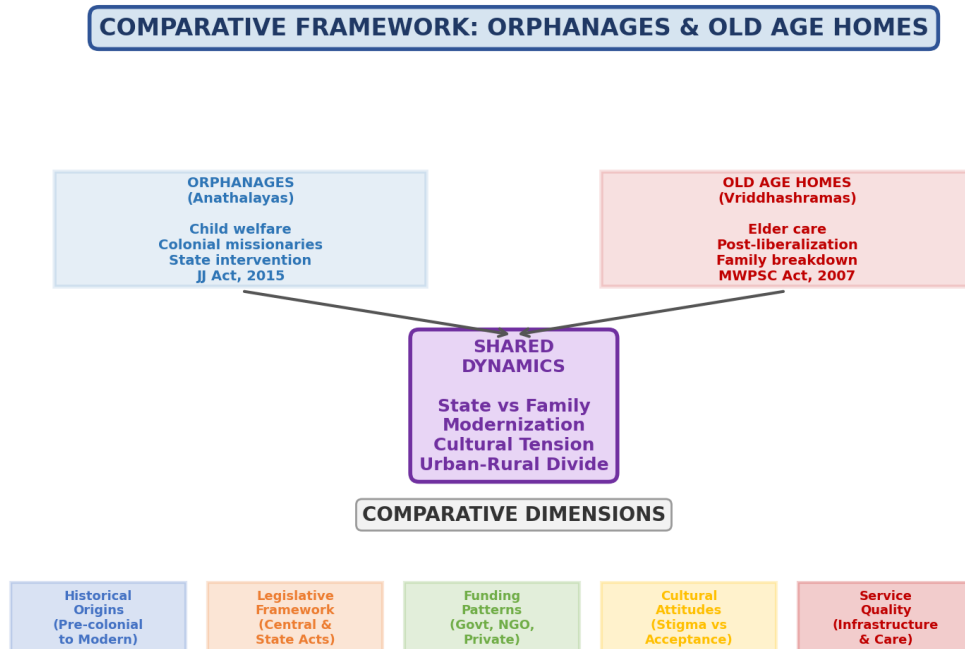 COMPARATIVE FRAMEWORK: ORPHANAGES & OLD AGE HOMES
ORPHANAGES
(Anathalayas)
Child welfare
Colonial missionaries
State intervention
JJ Act, 2015
OLD AGE HOMES
(Vriddhashramas)
Elder care
Post-liberalization
Family breakdown
MWPSC Act, 2007
SHARED
DYNAMICS
State vs Family
Modernization
Cultural Tension
Urban-Rural Divide
COMPARATIVE DIMENSIONS
Historical
Origins
(Pre-colonial
to Modern)
Legislative
Framework
(Central &
State Acts)
Funding
Patterns
(Govt, NGO,
Private)
Cultural
Attitudes
(Stigma vs
Acceptance)
Service
Quality
(Infrastructure
& Care)